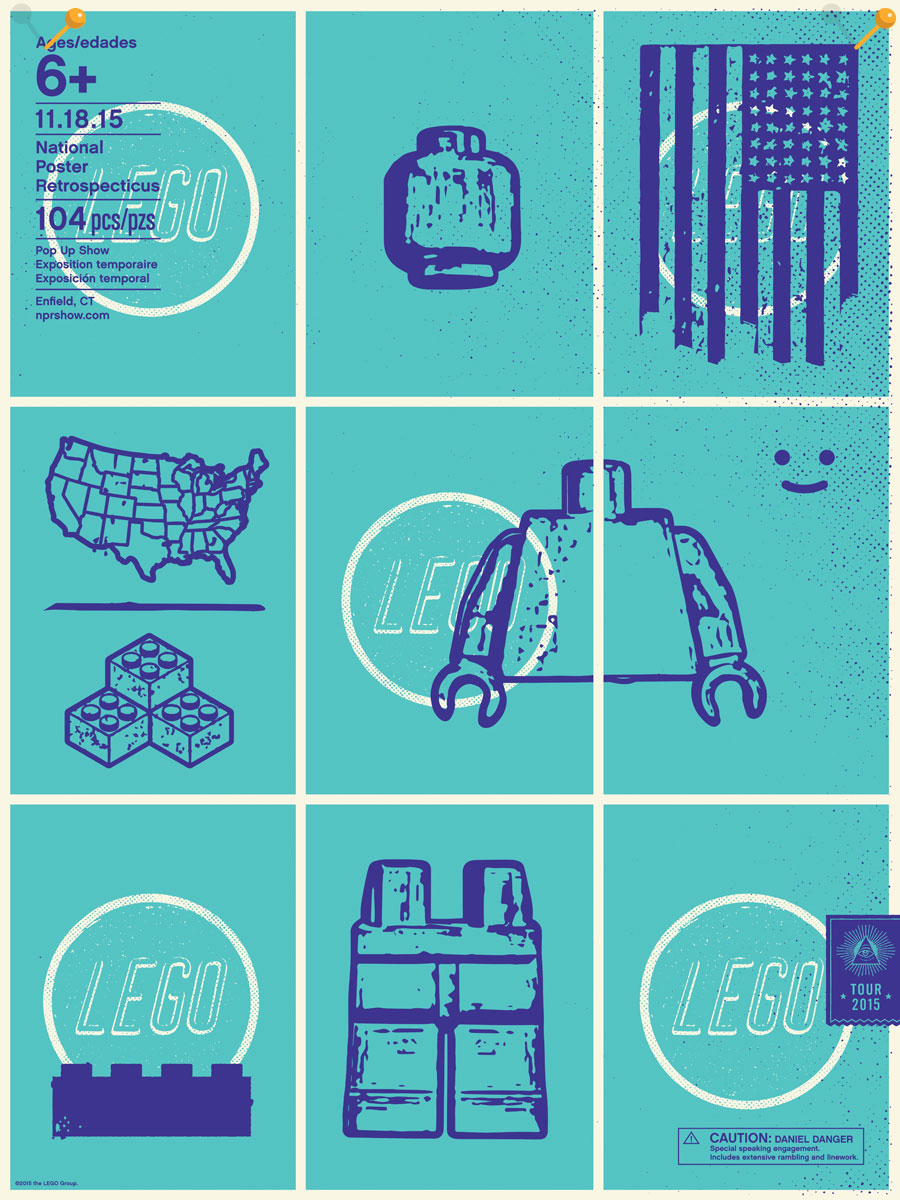 Ages/edades
6+
11.18.15
National
Poster
Retrospecticus
104 pcs/pzs
Pop Up Show
Exposition temporaire
Exposición temporal
Enfield, CT
nprshow.com
LEGO
LEGO
LEGO
LEGO
LEGO
TOUR
2015
CAUTION: DANIEL DANGER
Special speaking engagement.
Includes extensive rambling and linework.
©2015 the LEGO Group.